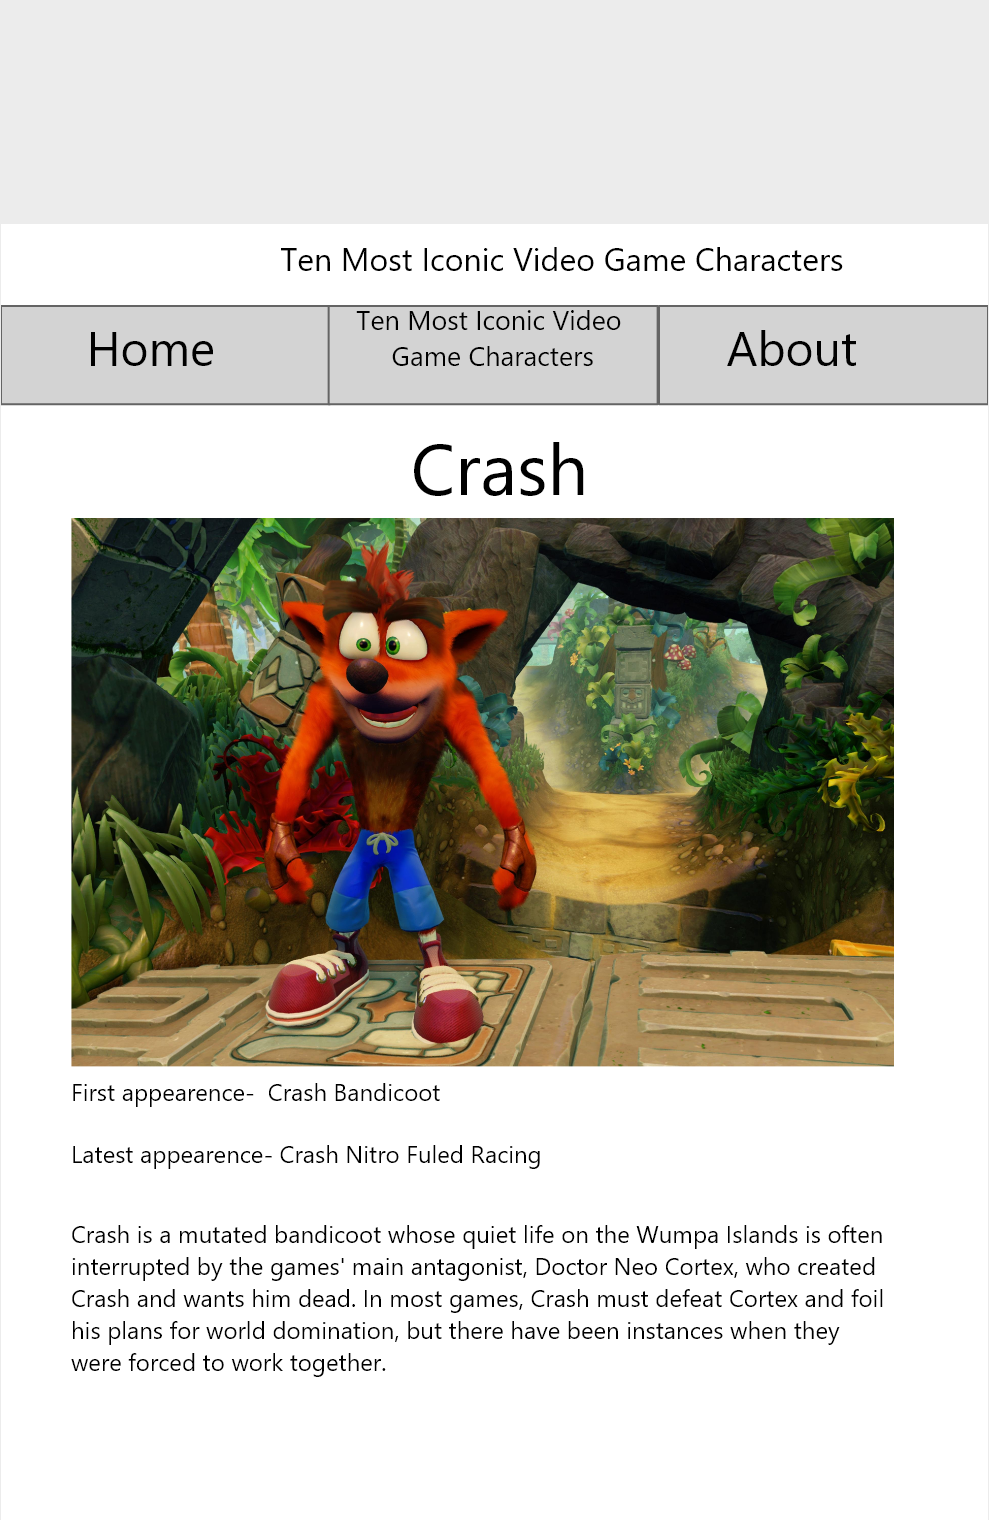 Ten Most Iconic Video Game Characters
Home
Ten Most Iconic Video
Game Characters
About
Crash
First appearence-  Crash Bandicoot
Latest appearence- Crash Nitro Fuled Racing
Crash is a mutated bandicoot whose quiet life on the Wumpa Islands is often
interrupted by the games' main antagonist, Doctor Neo Cortex, who created
Crash and wants him dead. In most games, Crash must defeat Cortex and foil
his plans for world domination, but there have been instances when they
were forced to work together.